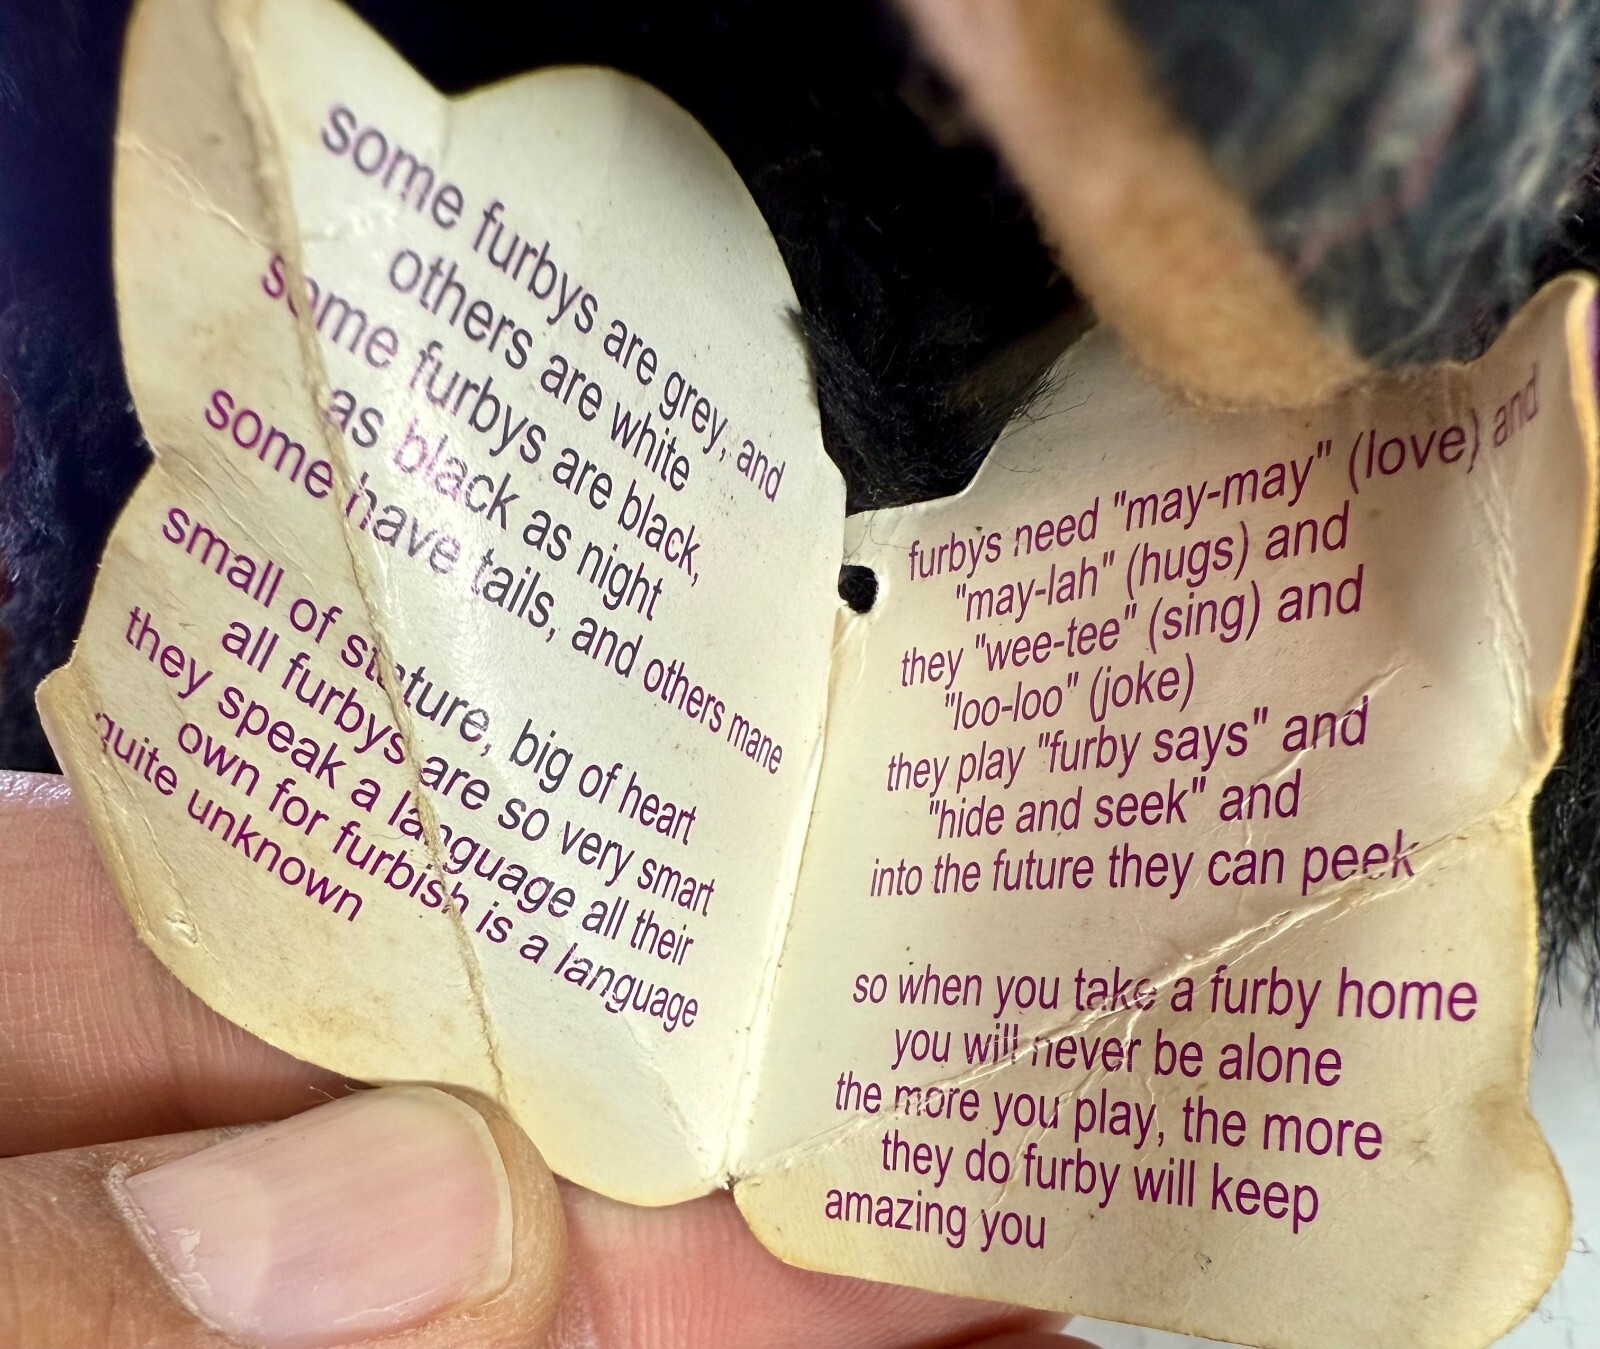 some furbys are grey, and
others are white
some furbys are black,
as black as night
some have tails, and others mane
small of stature, big of heart
all furbys are so very smart
they speak a language all their
own for furbish is a language
quite unknown
furbys need "may-may" (love) and
"may-lah" (hugs) and
they "wee-tee" (sing) and
"loo-loo" (joke)
they play "furby says" and
"hide and seek" and
into the future they can peek
so when you take a furby home
you will never be alone
the more you play, the more
they do furby will keep
amazing you